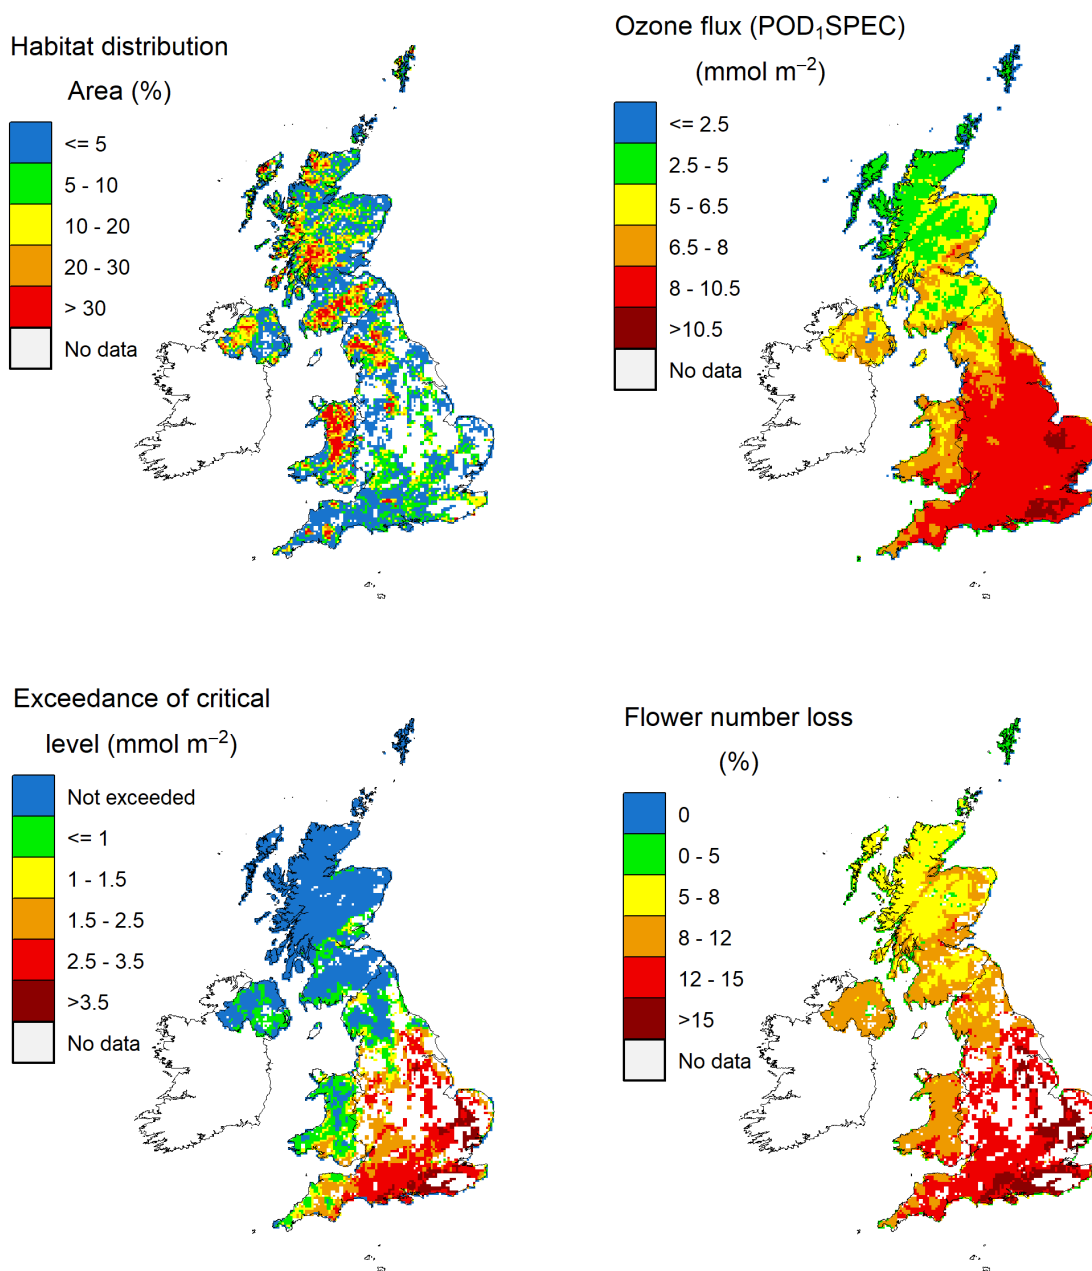 Habitat distribution
Area (%)
<= 5
5 - 10
10 - 20
20 - 30
> 30
No data
Ozone flux (POD₁SPEC)
(mmol m⁻²)
<= 2.5
2.5 - 5
5 - 6.5
6.5 - 8
8 - 10.5
>10.5
No data
Exceedance of critical
level (mmol m⁻²)
Not exceeded
<= 1
1 - 1.5
1.5 - 2.5
2.5 - 3.5
>3.5
No data
Flower number loss
(%)
0
0 - 5
5 - 8
8 - 12
12 - 15
>15
No data